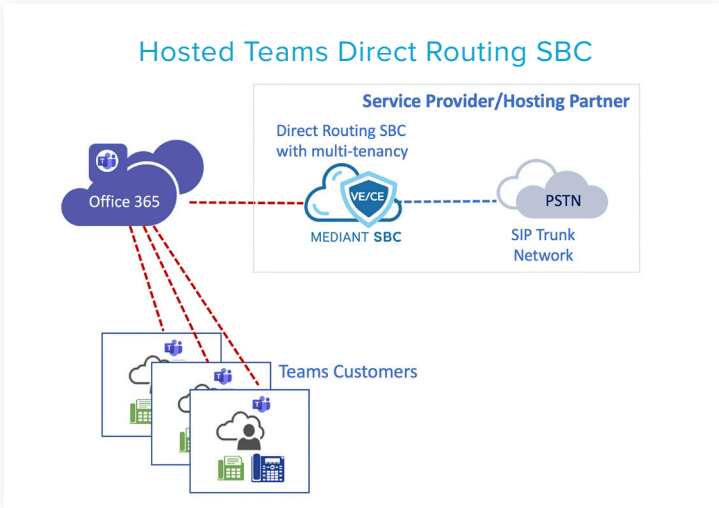 Hosted Teams Direct Routing SBC
Service Provider/Hosting Partner
Direct Routing SBC
with multi-tenancy
Office 365
VE/CE
PSTN
MEDIANT SBC
SIP Trunk
Network
Teams Customers